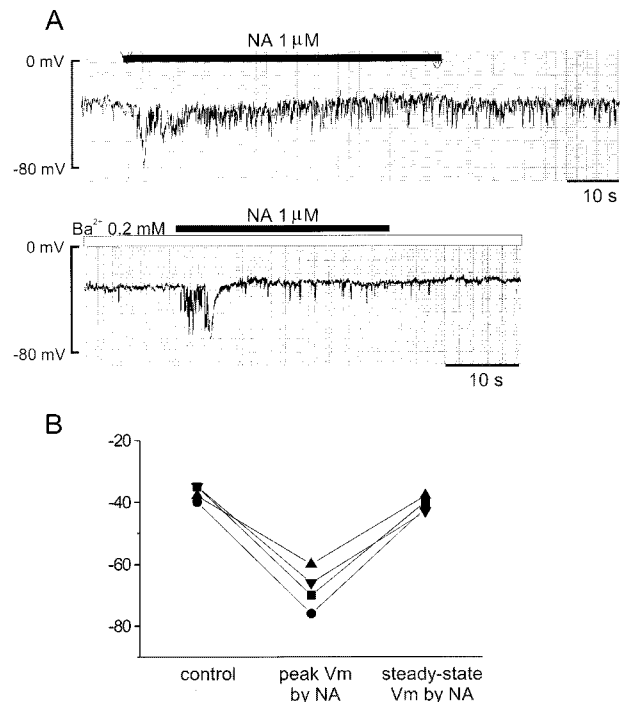 A
NA 1 μM
0 mV
-80 mV
10 s
Ba²⁺ 0.2 mM
NA 1 μM
0 mV
-80 mV
10 s
B
-20
-40
-60
-80
control
peak Vm
by NA
steady-state
Vm by NA